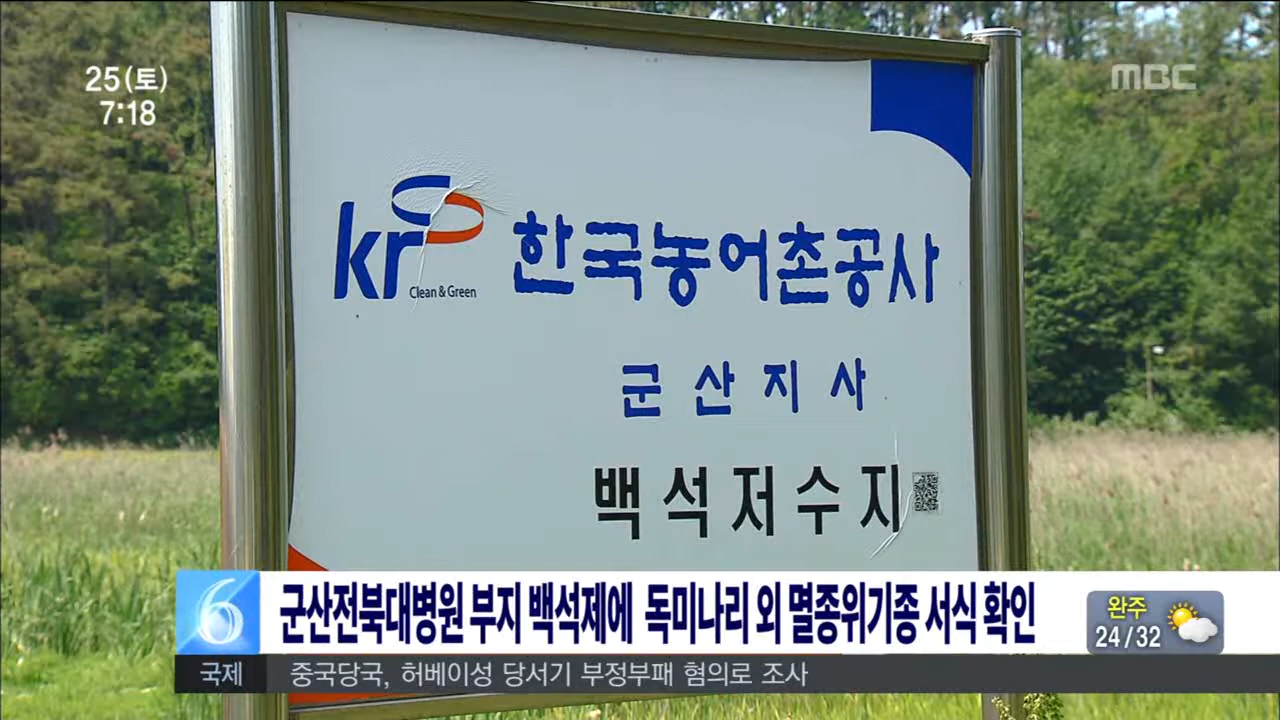 25(토)
7:18
MBC
kr
Clean & Green
한국농어촌공사
군산지사
백석저수지
6
군산전북대병원 부지 백석제에 독미나리 외 멸종위기종 서식 확인
완주
24/32
국제
중국당국, 허베이성 당서기 부정부패 혐의로 조사